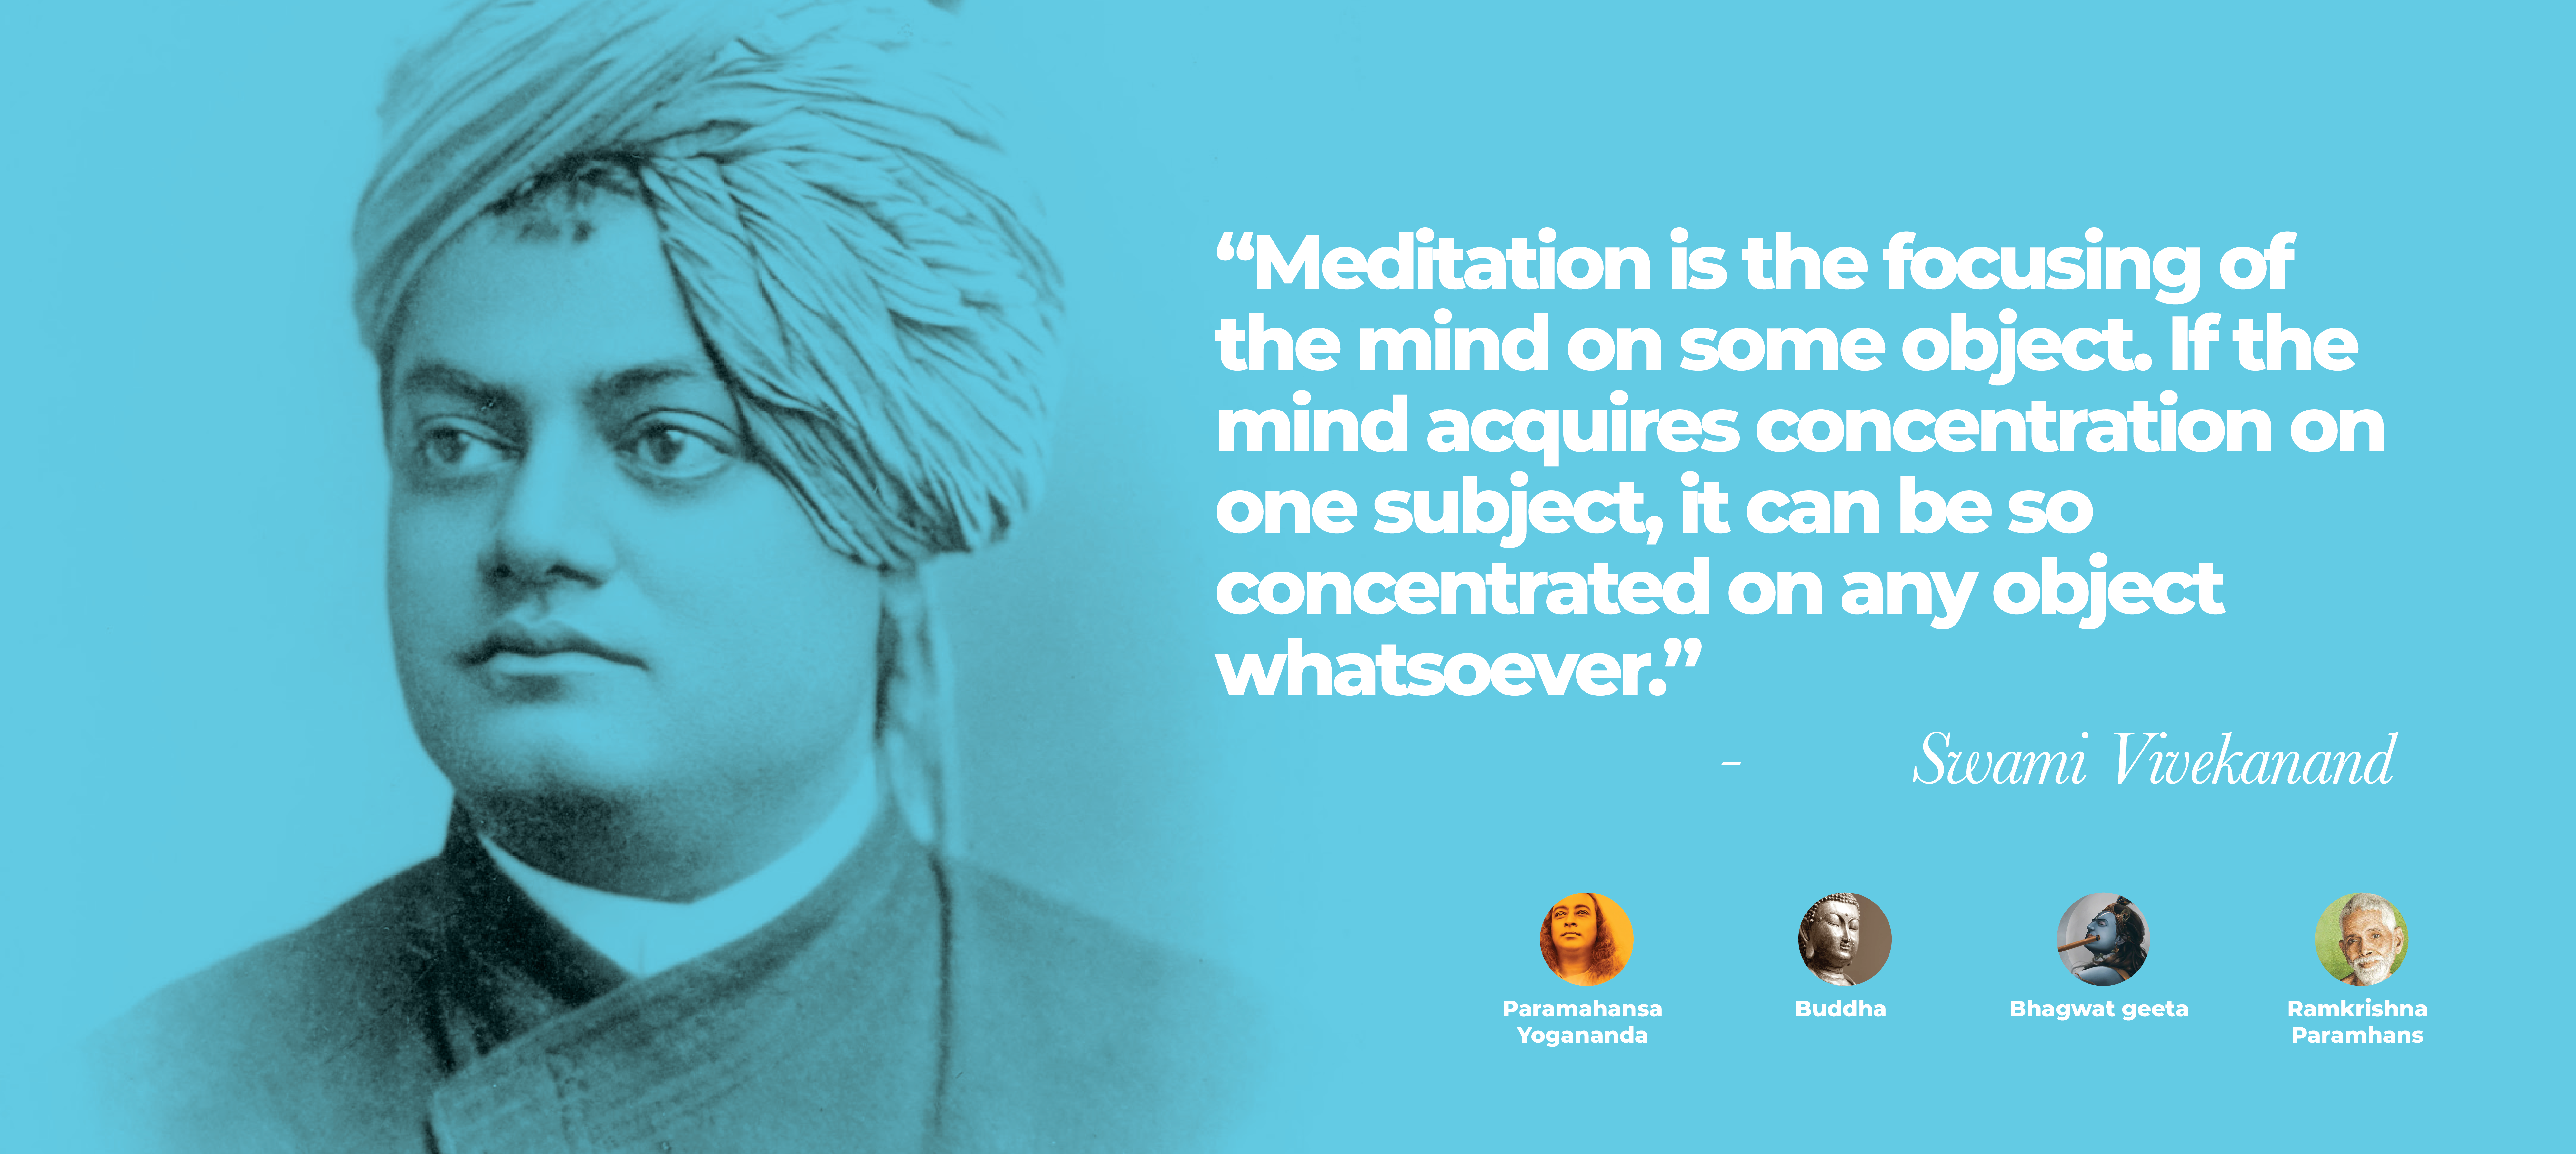 “Meditation is the focusing of
the mind on some object. If the
mind acquires concentration on
one subject, it can be so
concentrated on any object
whatsoever.”
- Swami Vivekanand
Paramahansa
Yogananda
Buddha
Bhagwat geeta
Ramkrishna
Paramhans